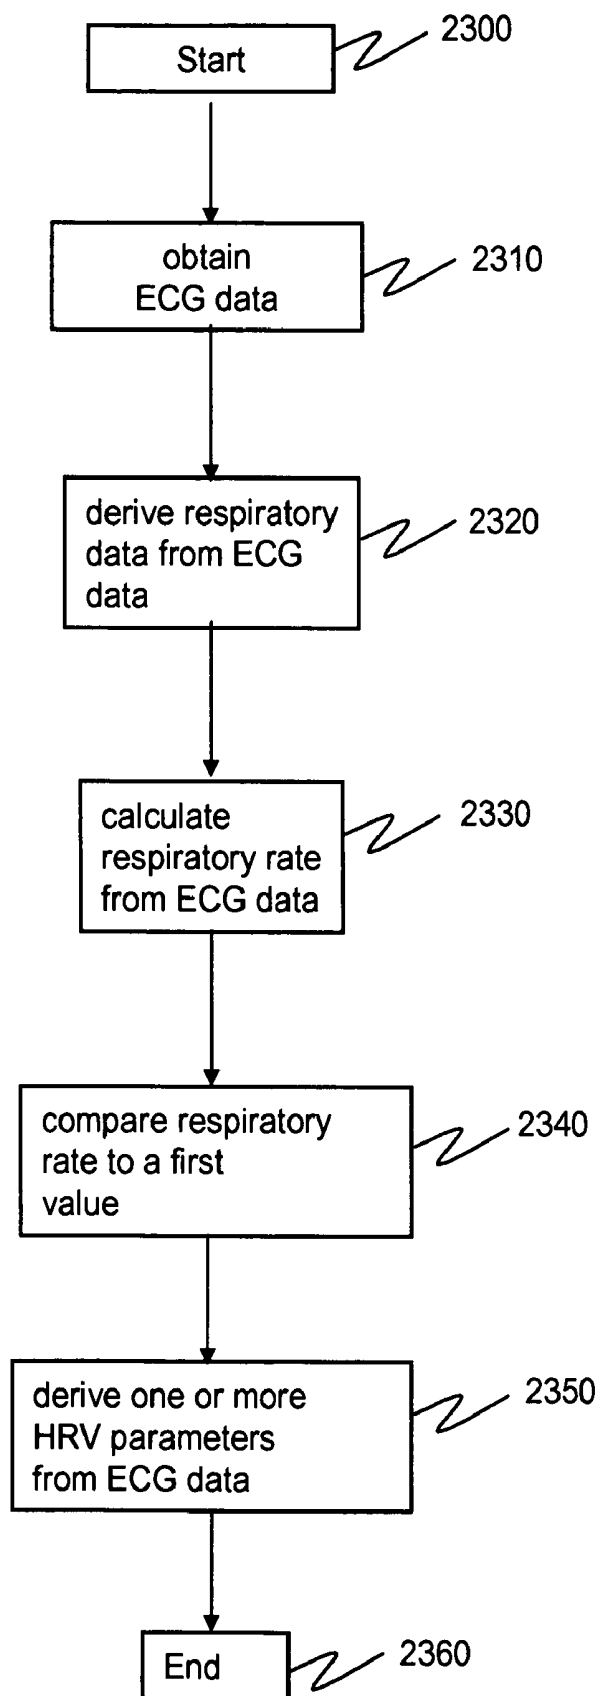 Start
2300
obtain
ECG data
2310
derive respiratory
data from ECG
data
2320
calculate
respiratory rate
from ECG data
2330
compare respiratory
rate to a first
value
2340
derive one or more
HRV parameters
from ECG data
2350
End
2360